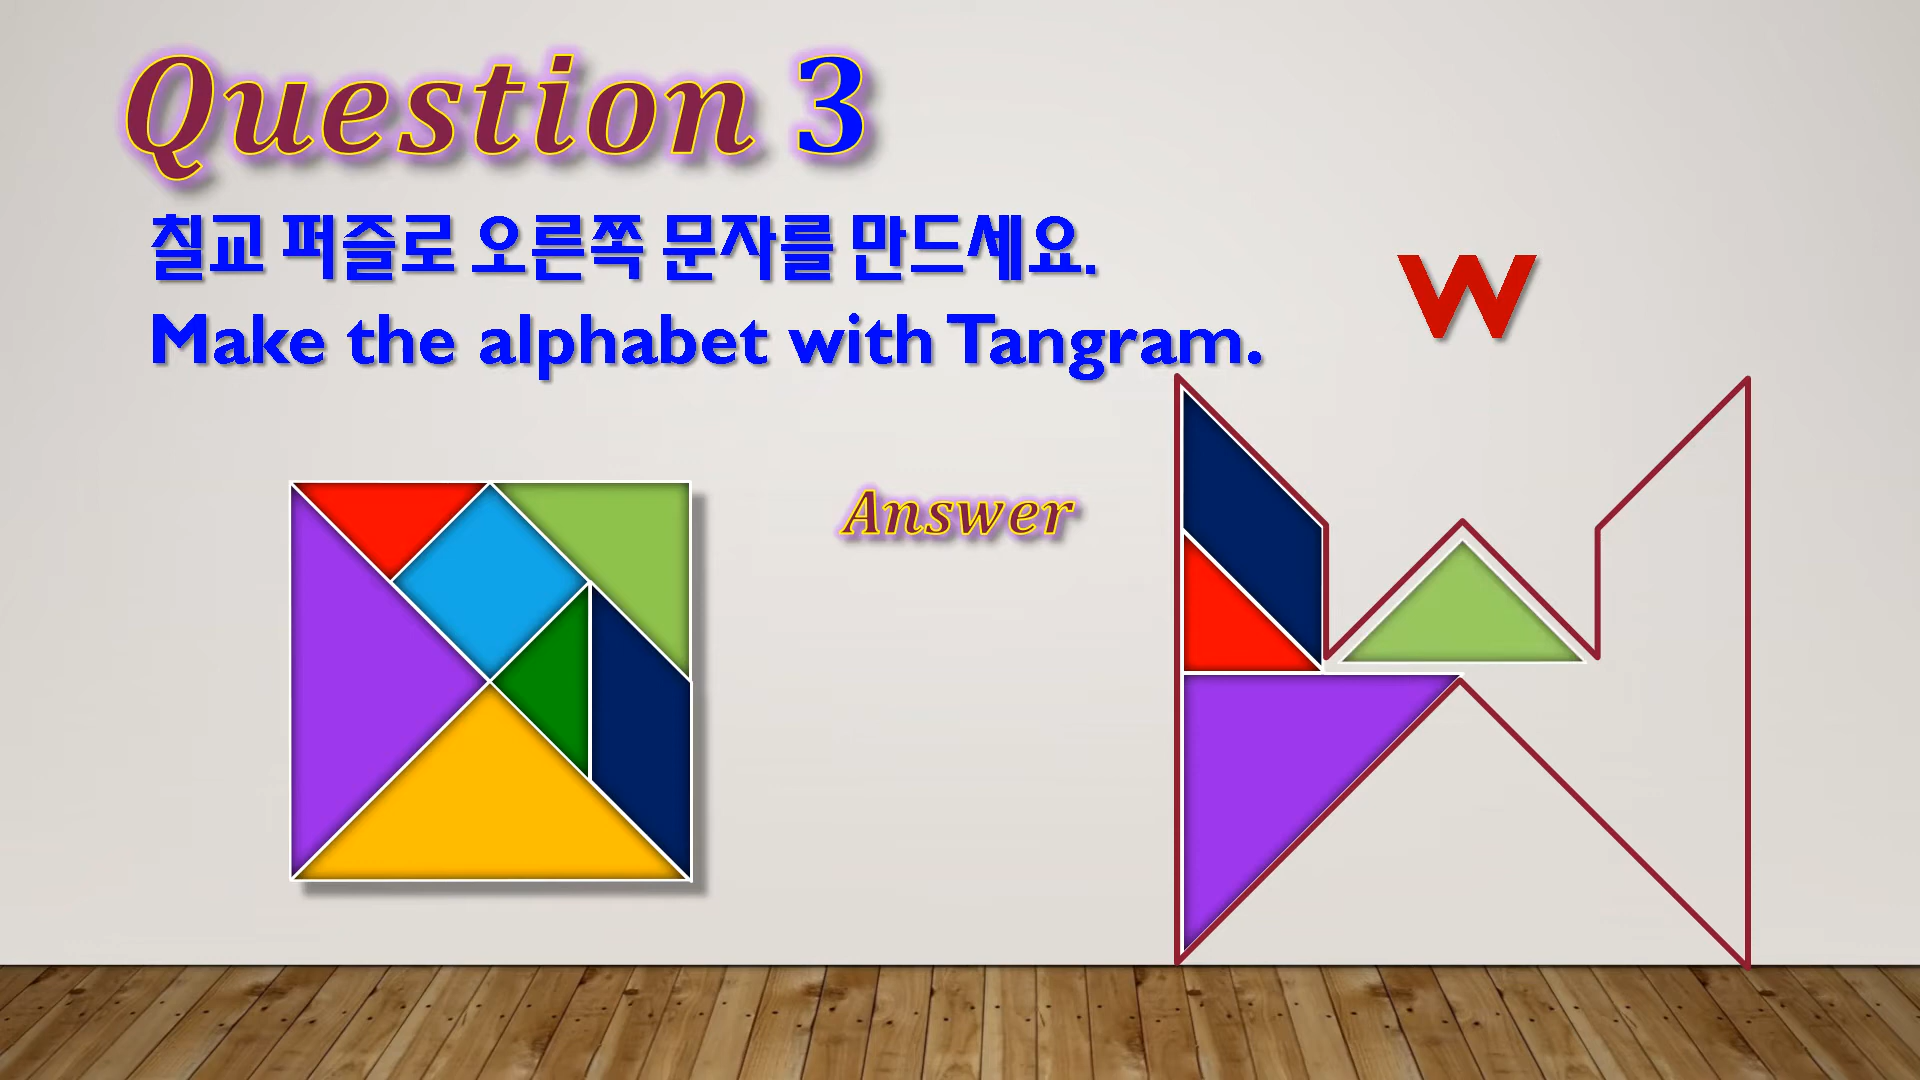 Question 3
칠교 퍼즐로 오른쪽 문자를 만드세요.
Make the alphabet with Tangram.
W
Answer